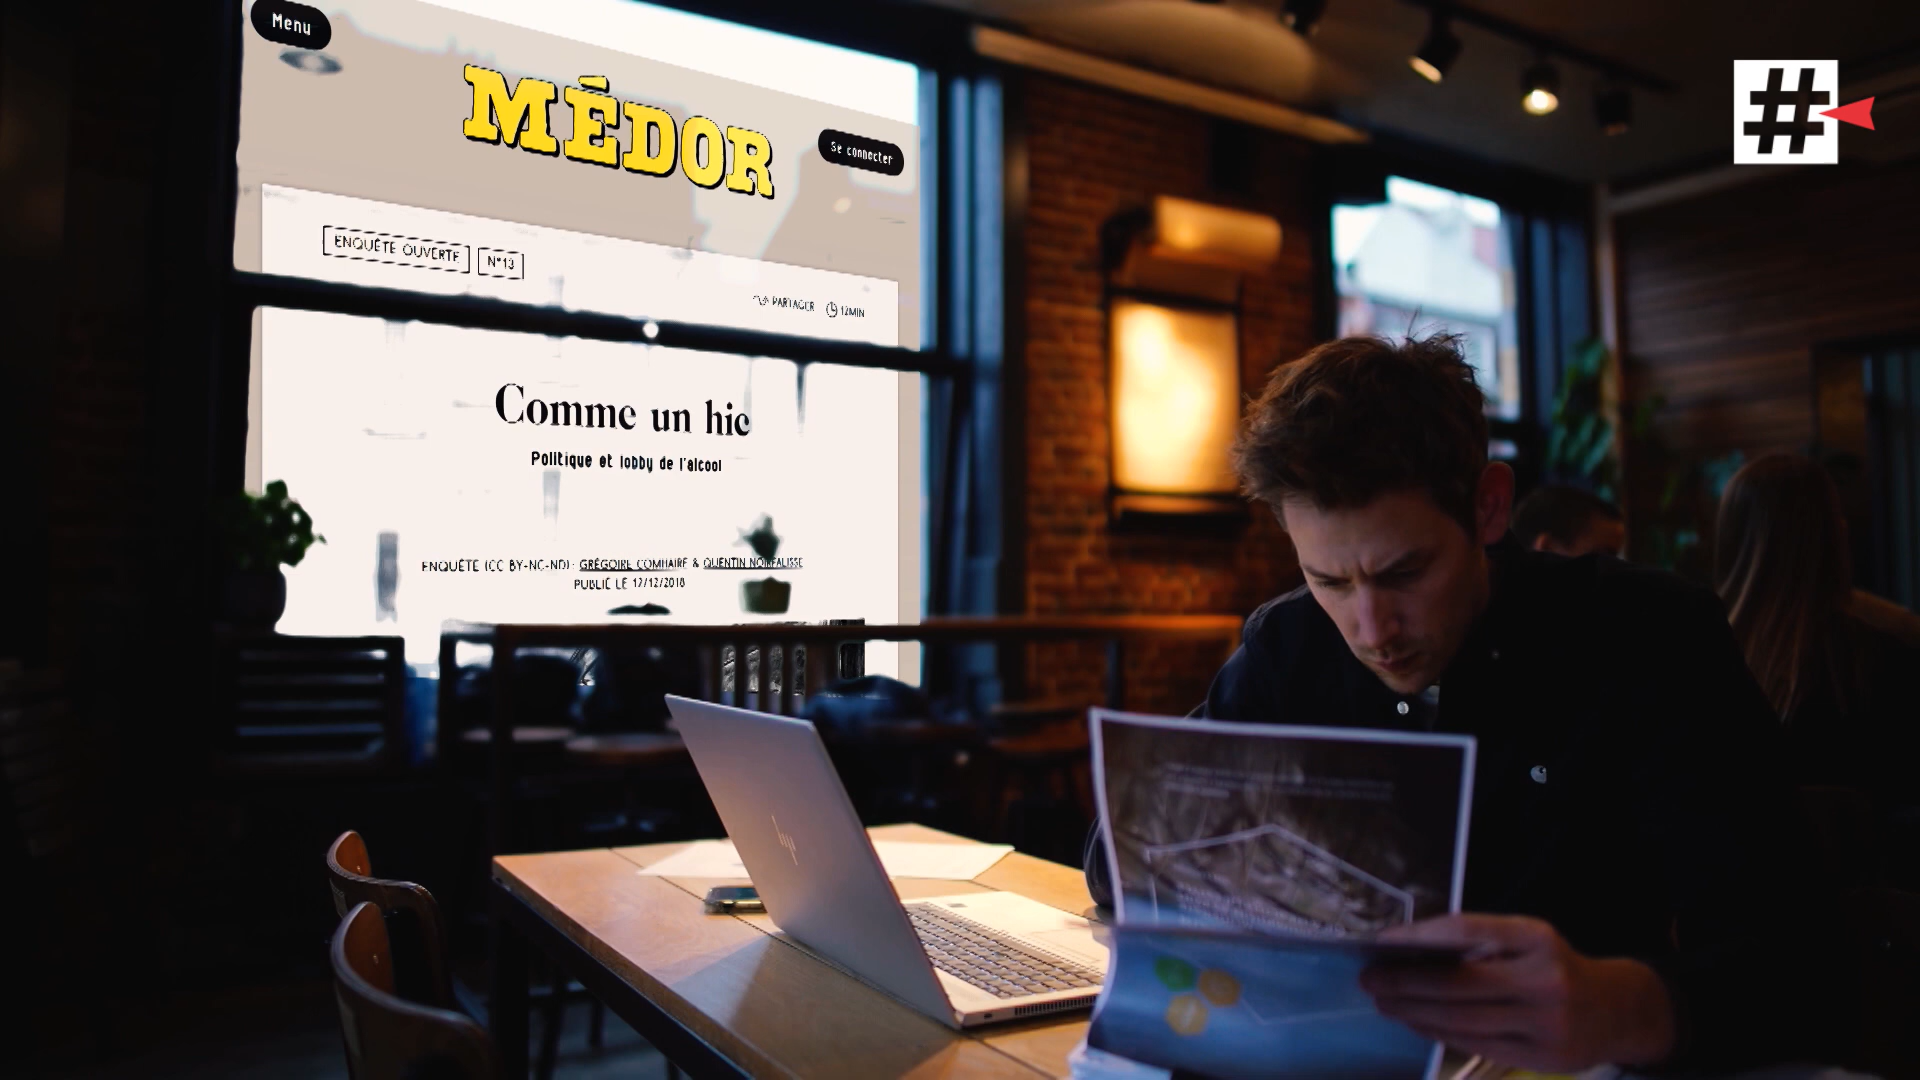 Menu
MÉDOR
Se connecter
ENQUÊTE OUVERTE
N°13
PARTAGER
12MIN
Comme un hic
Politique et lobby de l'alcool
ENQUÊTE (CC BY-NC-ND) : GRÉGOIRE COMHAIRE & QUENTIN NOIRFALISSE
PUBLIÉ LE 12/12/2018
#
hp